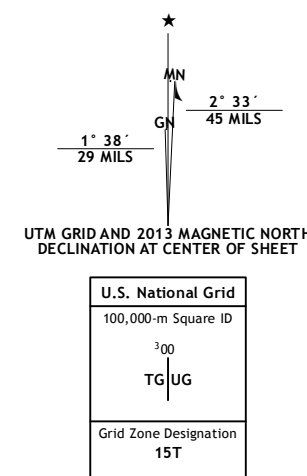 ★
MN
GN
2° 33´
45 MILS
1° 38´
29 MILS
UTM GRID AND 2013 MAGNETIC NORTH
DECLINATION AT CENTER OF SHEET
U.S. National Grid
100,000-m Square ID
³00
TG UG
Grid Zone Designation
15T